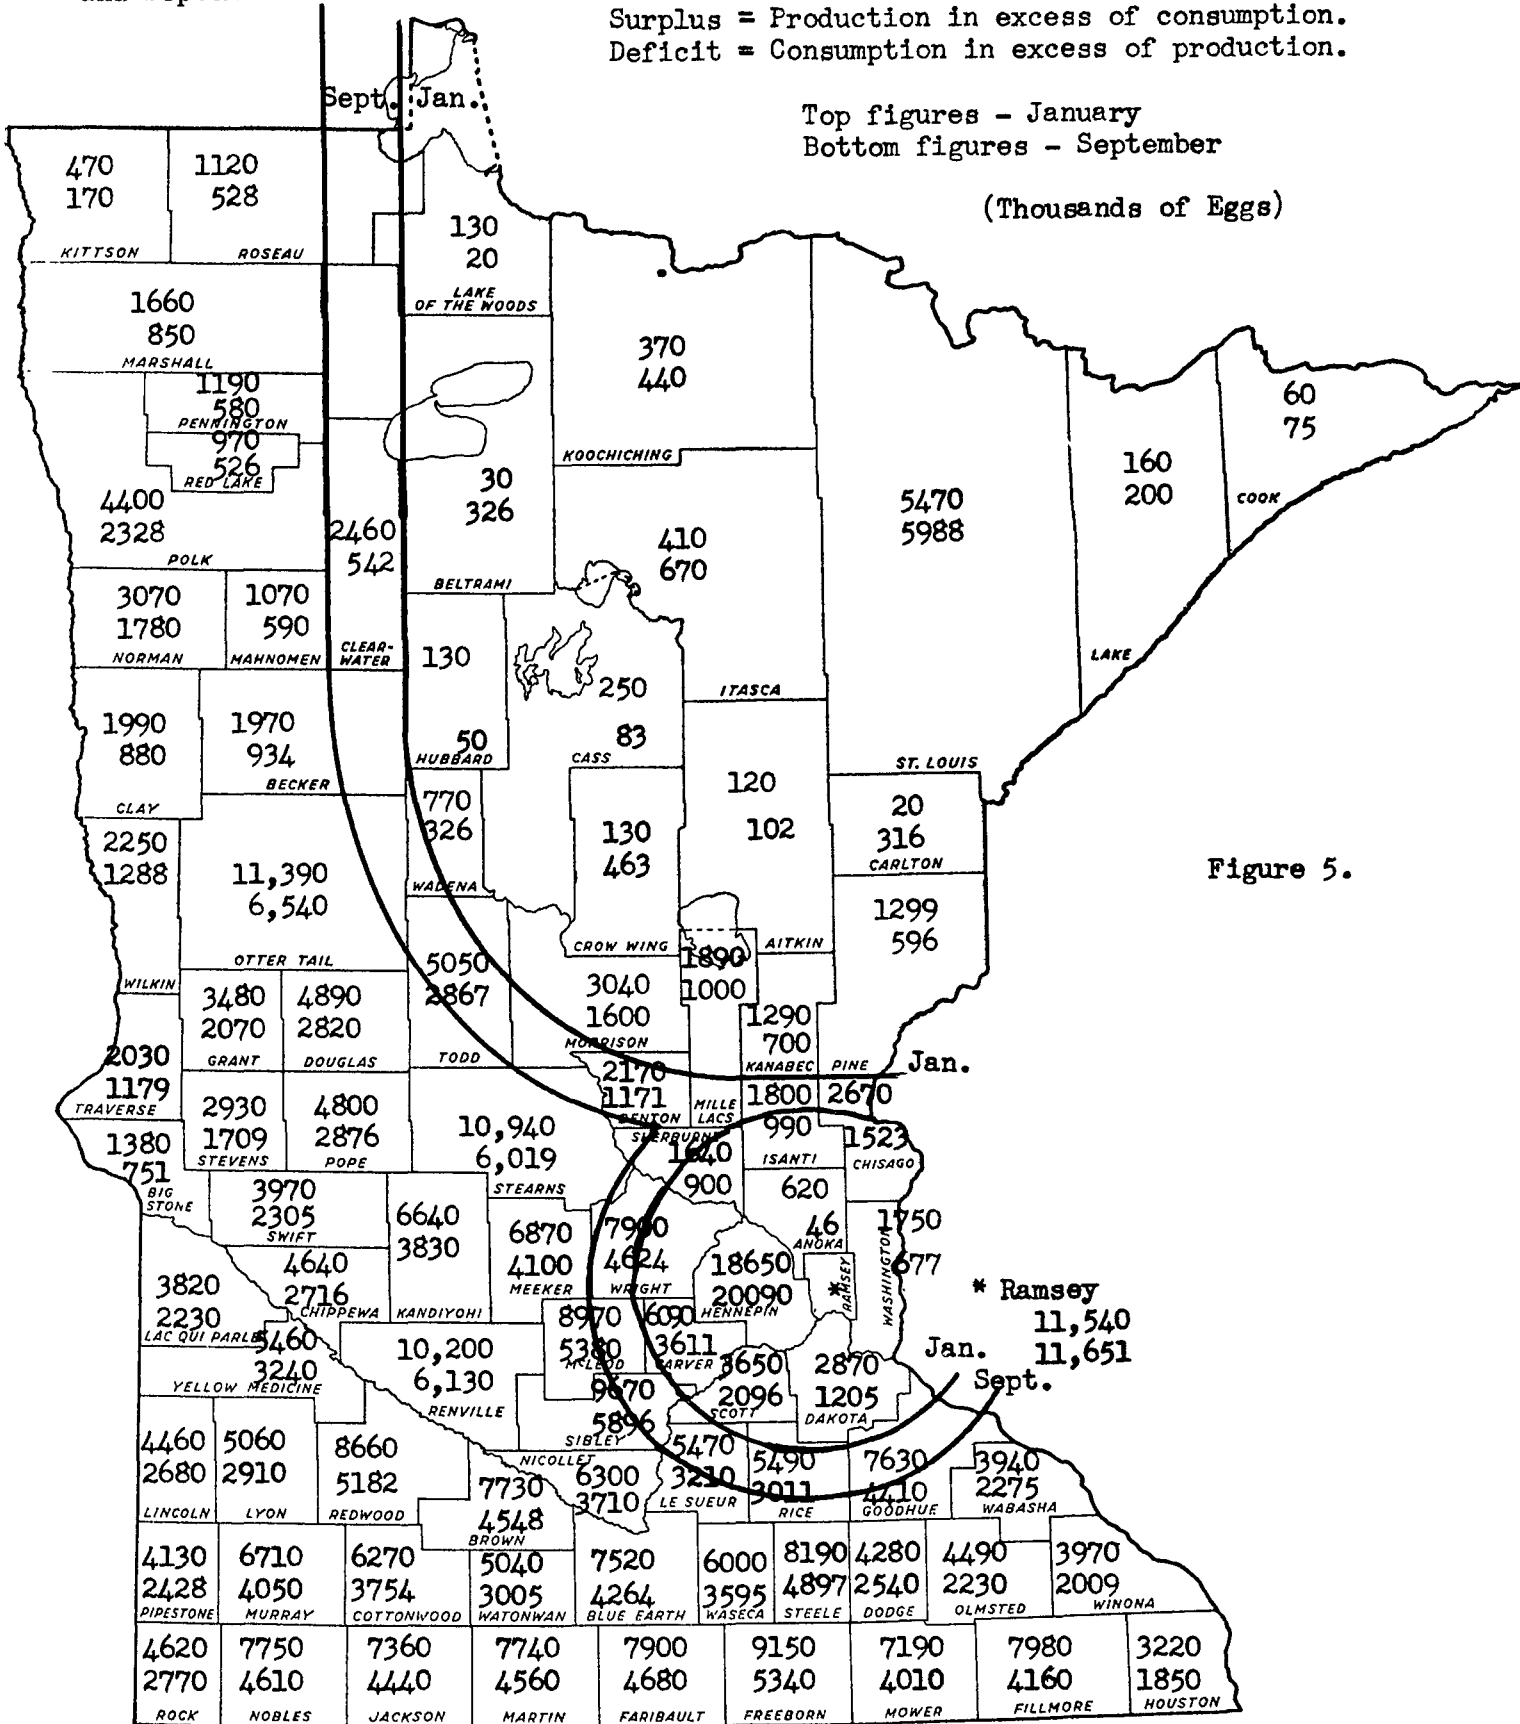 Surplus = Production in excess of consumption.
Deficit = Consumption in excess of production.
Top figures - January
Bottom figures - September
(Thousands of Eggs)
Sept. Jan.
470
170
KITTSON
1120
528
ROSEAU
130
20
LAKE
OF THE WOODS
1660
850
MARSHALL
1190
580
PENNINGTON
970
526
RED LAKE
4400
2328
POLK
2460
542
CLEAR-
WATER
30
326
BELTRAMI
370
440
KOOCHICHING
410
670
ITASCA
5470
5988
ST. LOUIS
160
200
LAKE
60
75
COOK
3070
1780
NORMAN
1070
590
MAHNOMEN
130
50
HUBBARD
250
83
CASS
1990
880
CLAY
1970
934
BECKER
120
102
AITKIN
20
316
CARLTON
Figure 5.
2250
1288
WILKIN
11,390
6,540
OTTER TAIL
770
326
WADENA
130
463
CROW WING
1299
596
PINE
3480
2070
GRANT
4890
2820
DOUGLAS
5050
2867
TODD
3040
1600
MORRISON
1890
1000
MILLE
LACS
1290
700
KANABEC
Jan.
2030
1179
TRAVERSE
2930
1709
STEVENS
4800
2876
POPE
10,940
6,019
STEARNS
2170
1171
BENTON
1800
990
ISANTI
2670
1523
CHISAGO
1380
751
BIG
STONE
3970
2305
SWIFT
6640
3830
KANDIYOHI
6870
4100
MEEKER
7900
4624
WRIGHT
SHERBURNE
1640
900
620
46
ANOKA
1750
677
WASHINGTON
18650
20090
HENNEPIN
*
RAMSEY
* Ramsey
11,540
11,651
3820
2230
LAC QUI PARLE
4640
2716
CHIPPEWA
5460
3240
YELLOW MEDICINE
10,200
6,130
RENVILLE
8970
5380
MCLEOD
6090
3611
CARVER
3650
2096
SCOTT
2870
1205
DAKOTA
Jan.
Sept.
9670
5896
SIBLEY
4460
2680
LINCOLN
5060
2910
LYON
8660
5182
REDWOOD
7730
4548
BROWN
NICOLLET
6300
3710
5470
3210
LE SUEUR
5490
3011
RICE
7630
4410
GOODHUE
3940
2275
WABASHA
4130
2428
PIPESTONE
6710
4050
MURRAY
6270
3754
COTTONWOOD
5040
3005
WATONWAN
7520
4264
BLUE EARTH
6000
3595
WASECA
8190
4897
STEELE
4280
2540
DODGE
4490
2230
OLMSTED
3970
2009
WINONA
4620
2770
ROCK
7750
4610
NOBLES
7360
4440
JACKSON
7740
4560
MARTIN
7900
4680
FARIBAULT
9150
5340
FREEBORN
7190
4010
MOWER
7980
4160
FILLMORE
3220
1850
HOUSTON